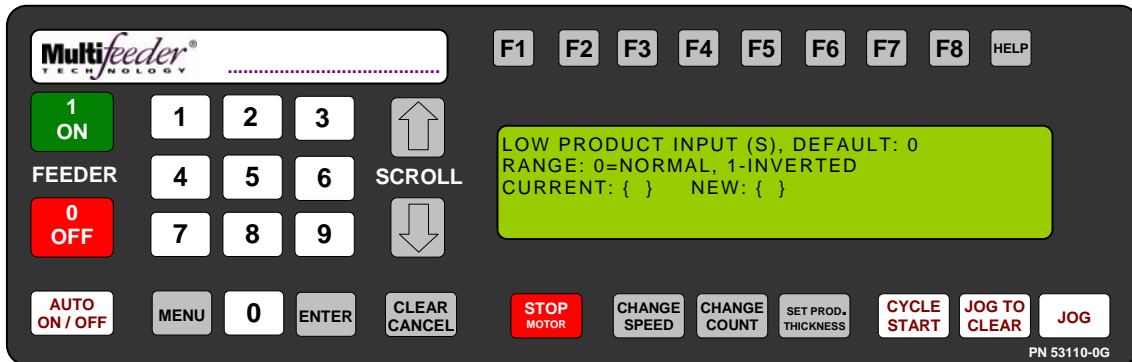 Multifeeder®
TECHNOLOGY
F1 F2 F3 F4 F5 F6 F7 F8 HELP
1
ON
FEEDER
0
OFF
1 2 3
4 5 6
7 8 9
SCROLL
LOW PRODUCT INPUT (S), DEFAULT: 0
RANGE: 0=NORMAL, 1-INVERTED
CURRENT: { } NEW: { }
AUTO
ON / OFF
MENU
0
ENTER
CLEAR
CANCEL
STOP
MOTOR
CHANGE
SPEED
CHANGE
COUNT
SET PROD.
THICKNESS
CYCLE
START
JOG TO
CLEAR
JOG
PN 53110-0G